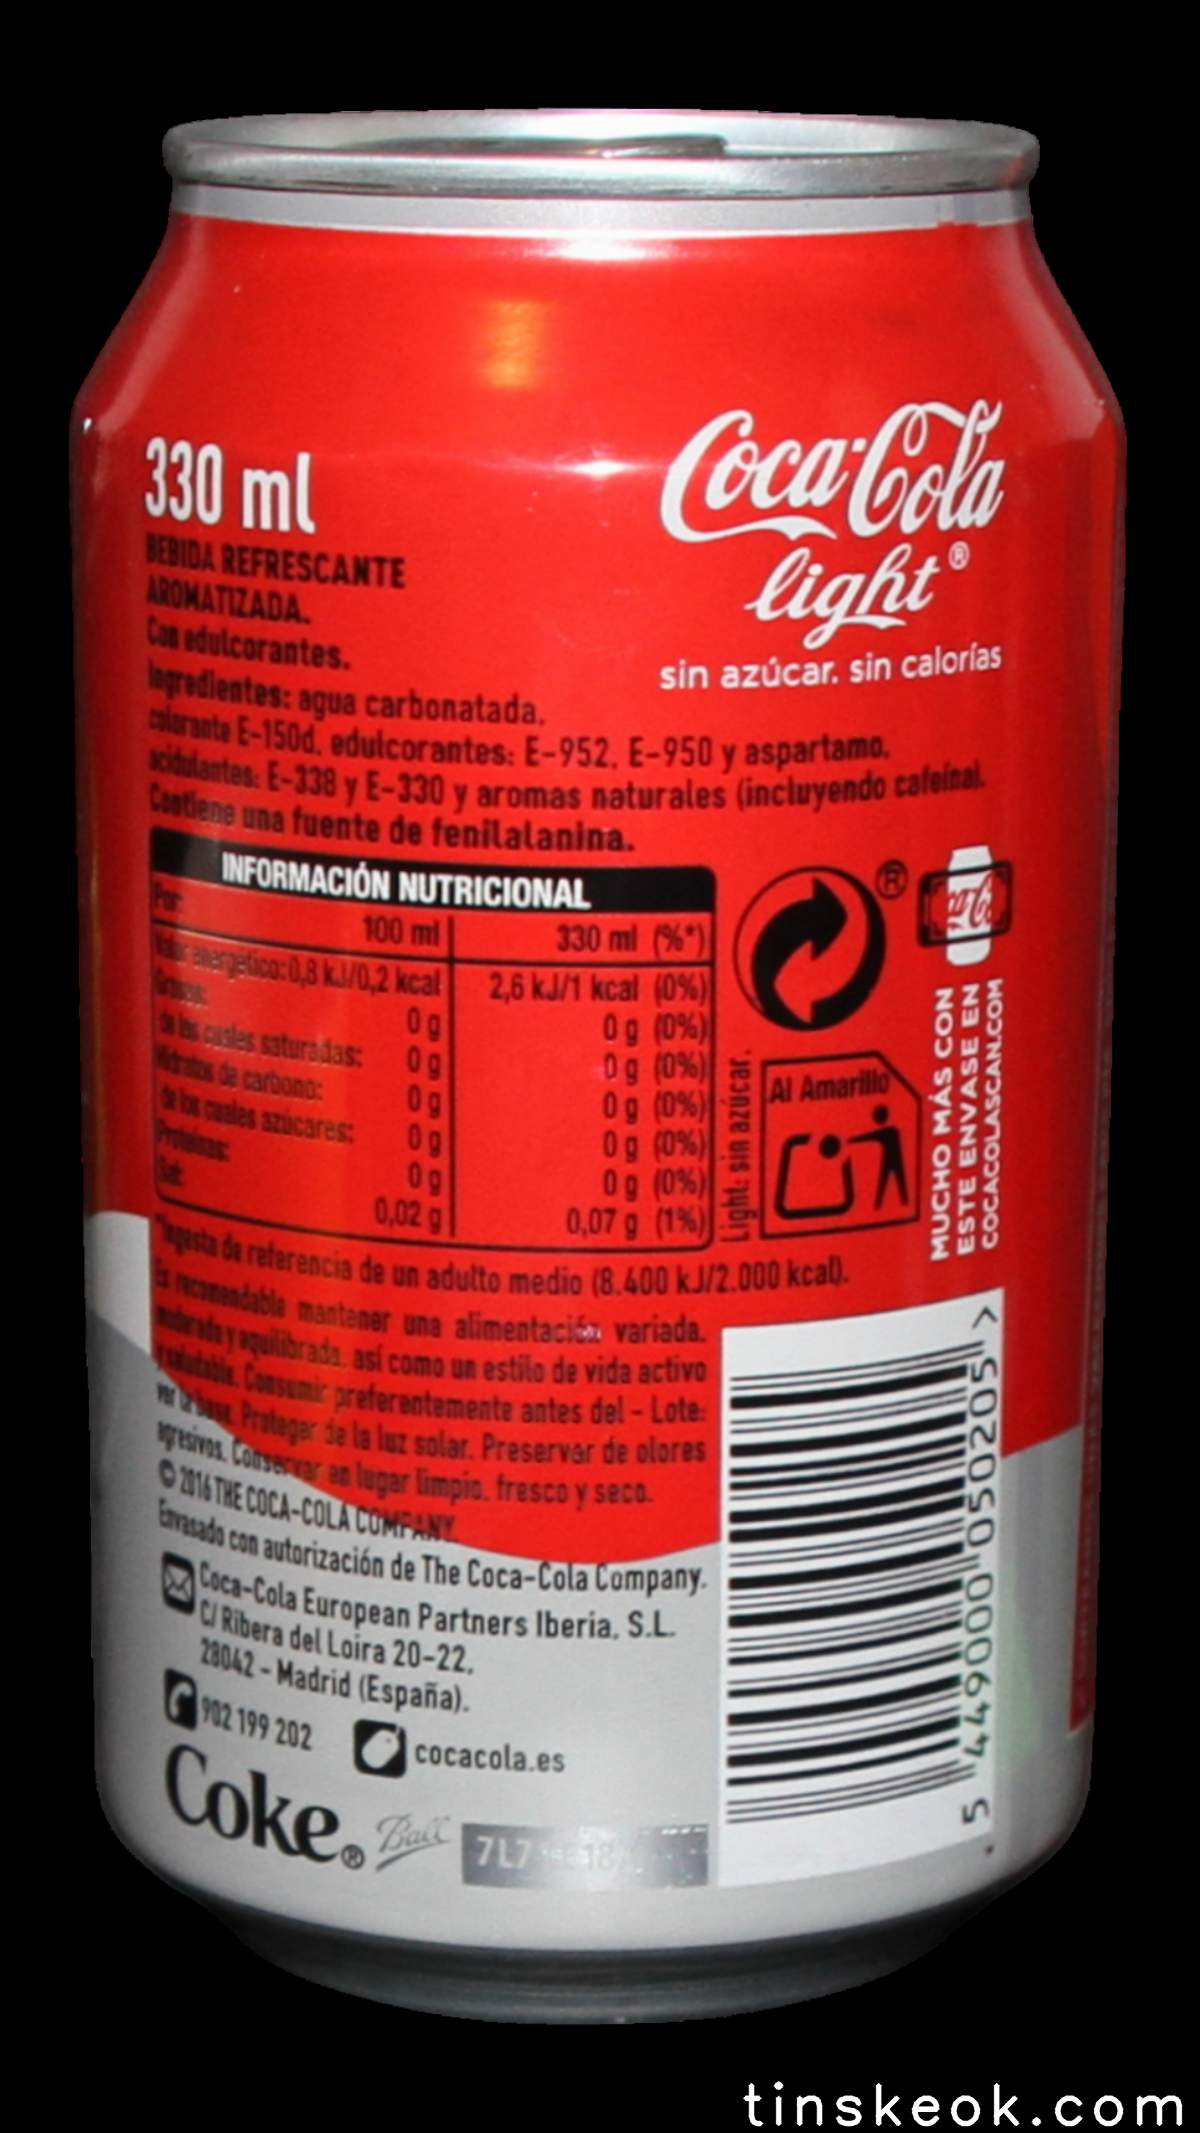 330 ml
BEBIDA REFRESCANTE
AROMATIZADA.
Con edulcorantes.
Ingredientes: agua carbonatada,
colorante E-150d, edulcorantes: E-952, E-950 y aspartamo,
acidulantes: E-338 y E-330 y aromas naturales (incluyendo cafeína).
Contiene una fuente de fenilalanina.
Coca-Cola
light®
sin azúcar. sin calorías
INFORMACIÓN NUTRICIONAL
Por: 100 ml 330 ml (%*)
Valor energético: 0,8 kJ/0,2 kcal 2,6 kJ/1 kcal (0%)
Grasas: 0 g 0 g (0%)
de las cuales saturadas: 0 g 0 g (0%)
Hidratos de carbono: 0 g 0 g (0%)
de los cuales azúcares: 0 g 0 g (0%)
Proteínas: 0 g 0 g (0%)
Sal: 0,02 g 0,07 g (1%)
*Ingesta de referencia de un adulto medio (8.400 kJ/2.000 kcal).
Light: sin azúcar.
®
Al Amarillo
MUCHO MÁS CON
ESTE ENVASE EN
COCACOLASCAN.COM
Es recomendable mantener una alimentación variada,
moderada y equilibrada, así como un estilo de vida activo
y saludable. Consumir preferentemente antes del - Lote:
ver la base. Proteger de la luz solar. Preservar de olores
agresivos. Conservar en lugar limpio, fresco y seco.
© 2016 THE COCA-COLA COMPANY.
Envasado con autorización de The Coca-Cola Company.
Coca-Cola European Partners Iberia, S.L.
C/ Ribera del Loira 20-22.
28042 - Madrid (España).
902 199 202 cocacola.es
Coke® Ball 7L7
5 449000 050205 >
tinskeok.com